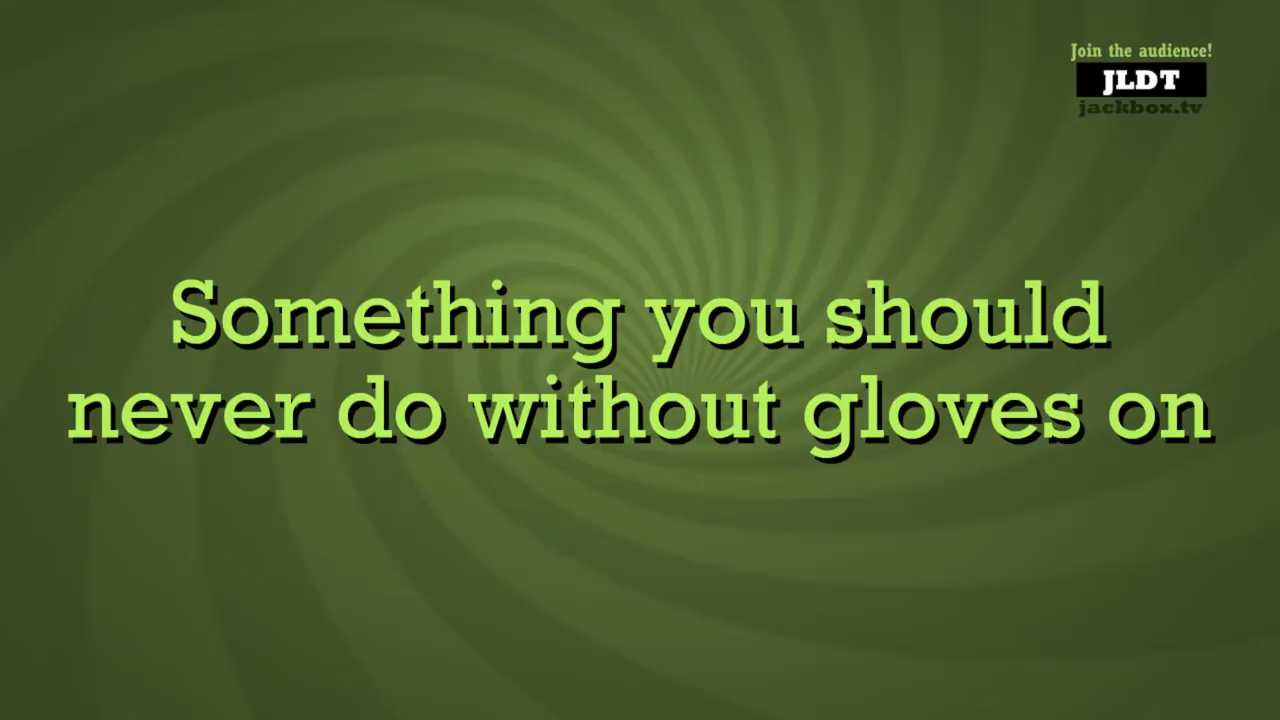 Join the audience!
JLDT
jackbox.tv
Something you should
never do without gloves on